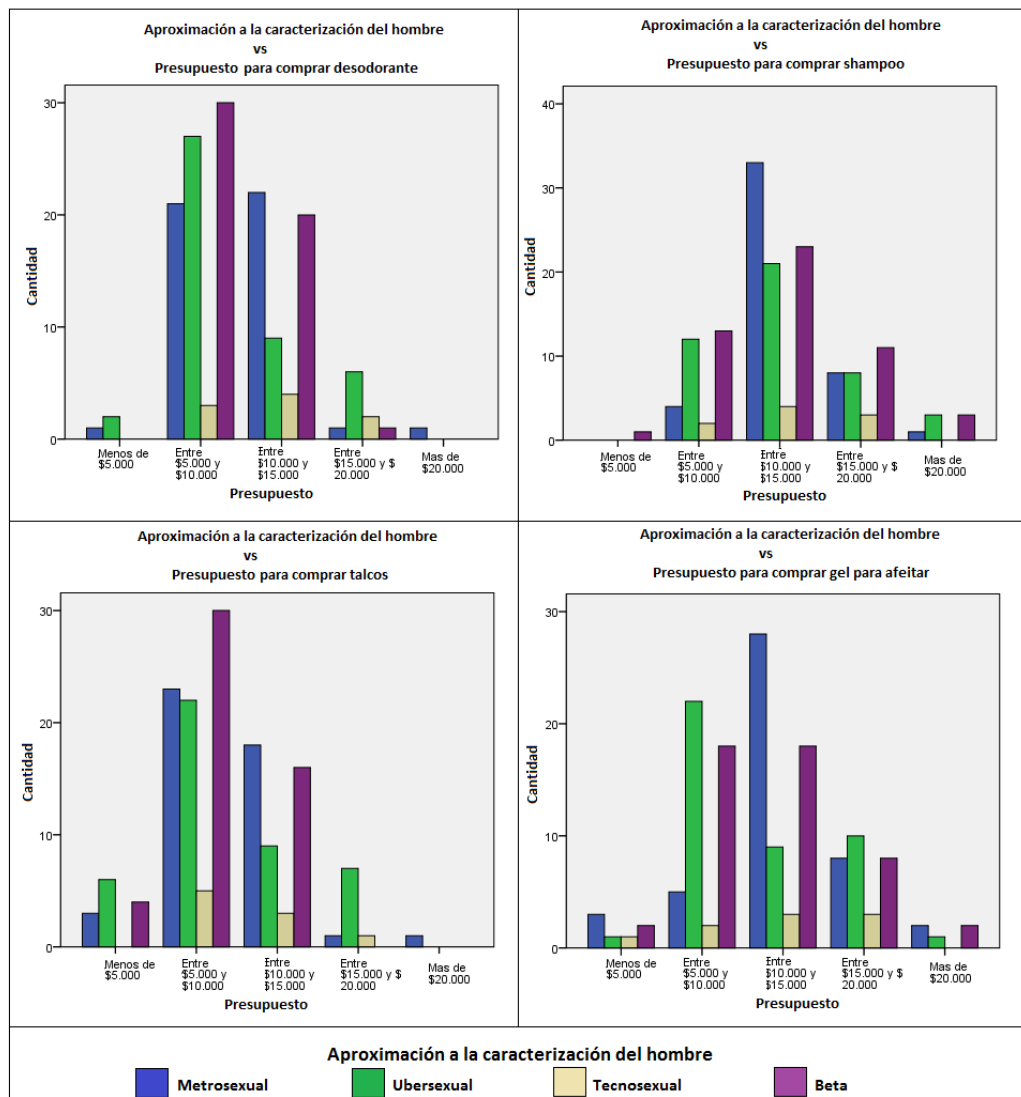 Aproximación a la caracterización del hombre
vs
Presupuesto para comprar desodorante
Cantidad
30
20
10
0
Menos de
$5.000
Entre
$5.000 y
$10.000
Entre
$10.000 y
$15.000
Entre
$15.000 y $
20.000
Mas de
$20.000
Presupuesto
Aproximación a la caracterización del hombre
vs
Presupuesto para comprar shampoo
Cantidad
40
30
20
10
0
Menos de
$5.000
Entre
$5.000 y
$10.000
Entre
$10.000 y
$15.000
Entre
$15.000 y $
20.000
Mas de
$20.000
Presupuesto
Aproximación a la caracterización del hombre
vs
Presupuesto para comprar talcos
Cantidad
30
20
10
0
Menos de
$5.000
Entre
$5.000 y
$10.000
Entre
$10.000 y
$15.000
Entre
$15.000 y $
20.000
Mas de
$20.000
Presupuesto
Aproximación a la caracterización del hombre
vs
Presupuesto para comprar gel para afeitar
Cantidad
30
20
10
0
Menos de
$5.000
Entre
$5.000 y
$10.000
Entre
$10.000 y
$15.000
Entre
$15.000 y $
20.000
Mas de
$20.000
Presupuesto
Aproximación a la caracterización del hombre
Metrosexual
Ubersexual
Tecnosexual
Beta